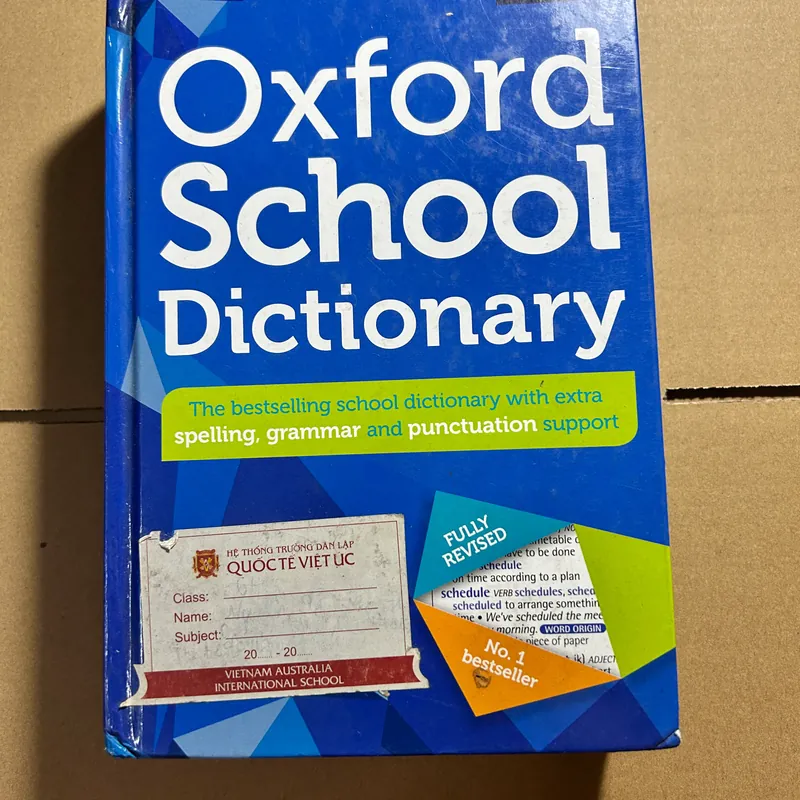 Oxford
School
Dictionary
The bestselling school dictionary with extra
spelling, grammar and punctuation support
HỆ THỐNG TRƯỜNG DÂN LẬP
QUỐC TẾ VIỆT ÚC
Class:
Name:
Subject:
20...... - 20......
VIETNAM AUSTRALIA
INTERNATIONAL SCHOOL
FULLY
REVISED
to be done
schedule
on time according to a plan
schedule VERB schedules,
scheduled to arrange
• We've scheduled the
morning. WORD ORIGIN
piece of paper
No. 1
bestseller